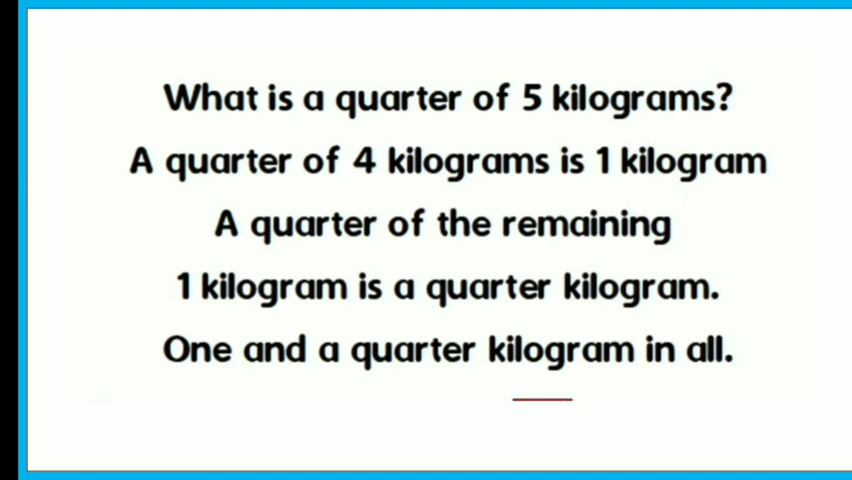 What is a quarter of 5 kilograms?
A quarter of 4 kilograms is 1 kilogram
A quarter of the remaining
1 kilogram is a quarter kilogram.
One and a quarter kilogram in all.